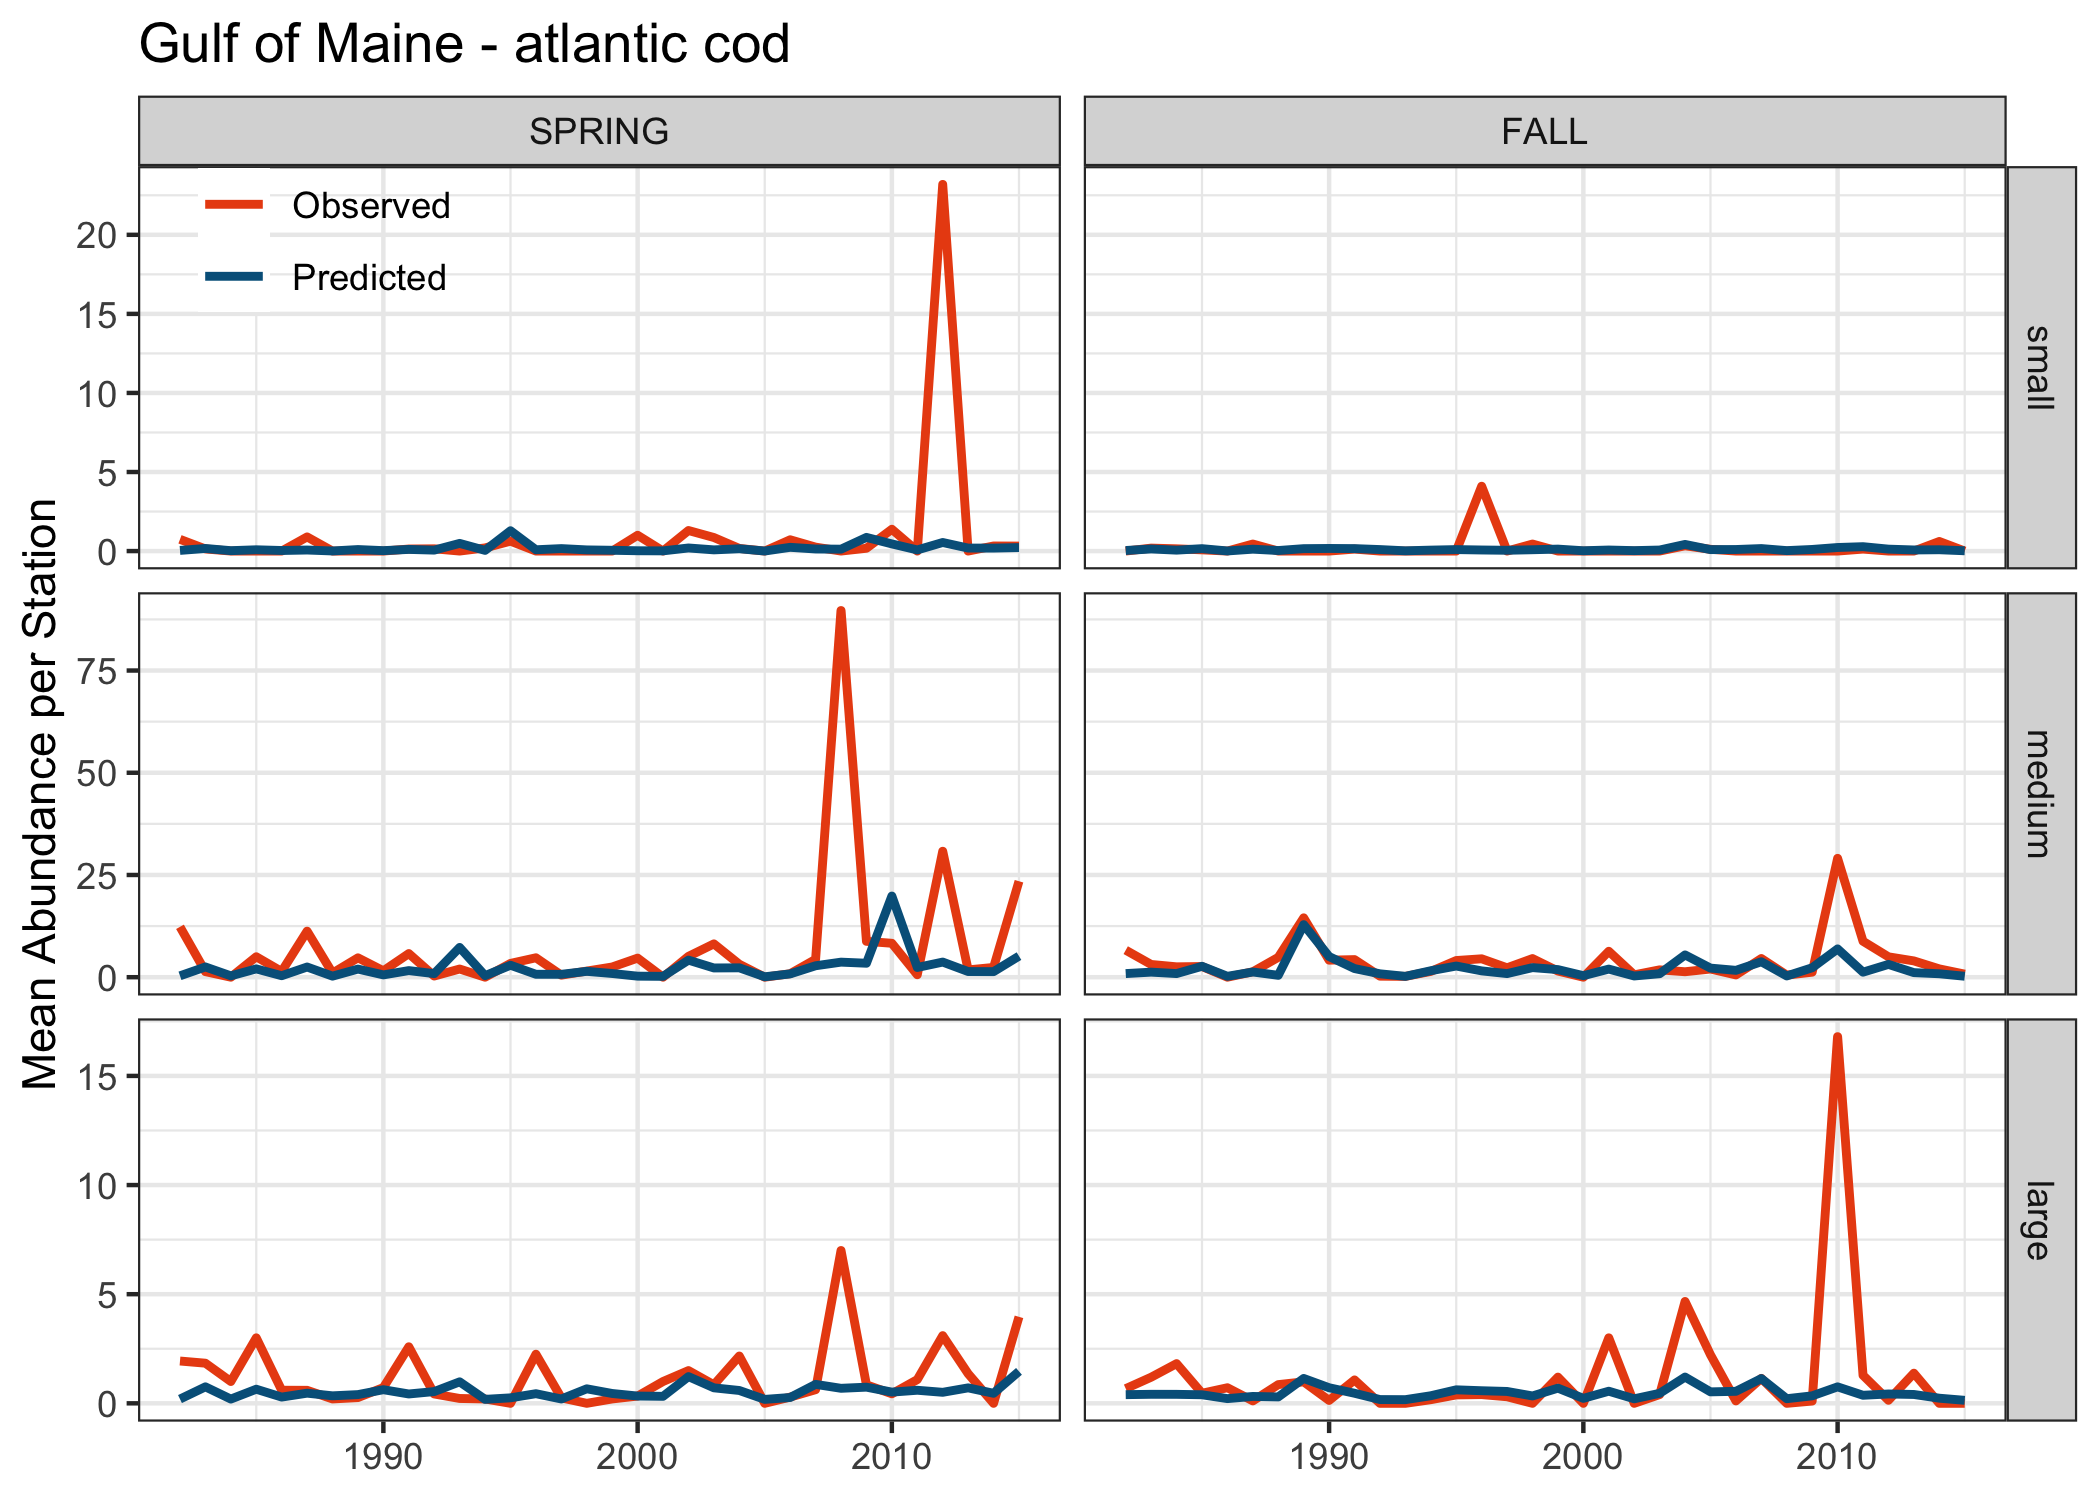 Gulf of Maine - atlantic cod
SPRING
FALL
Observed
Predicted
20
15
10
5
0
small
75
50
25
0
medium
15
10
5
0
large
Mean Abundance per Station
1990
2000
2010
1990
2000
2010